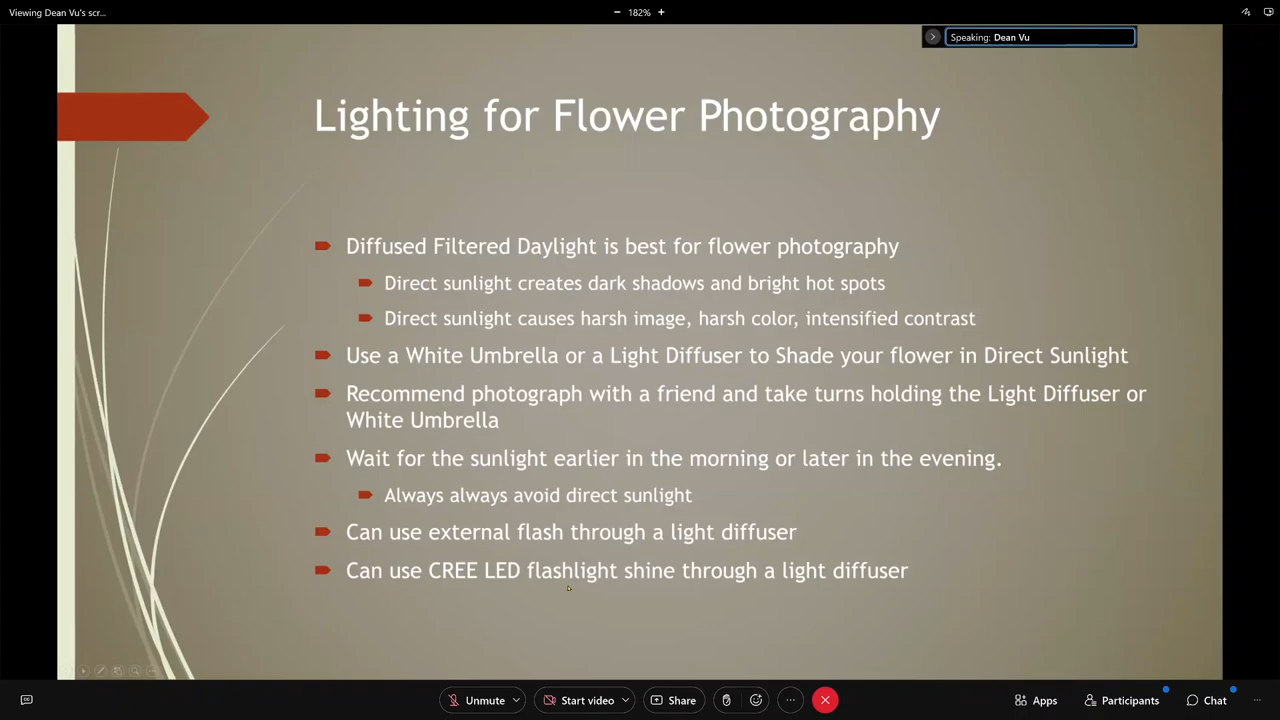 Viewing Dean Vu's scr...
− 182% +
Speaking: Dean Vu
Lighting for Flower Photography
Diffused Filtered Daylight is best for flower photography
Direct sunlight creates dark shadows and bright hot spots
Direct sunlight causes harsh image, harsh color, intensified contrast
Use a White Umbrella or a Light Diffuser to Shade your flower in Direct Sunlight
Recommend photograph with a friend and take turns holding the Light Diffuser or
White Umbrella
Wait for the sunlight earlier in the morning or later in the evening.
Always always avoid direct sunlight
Can use external flash through a light diffuser
Can use CREE LED flashlight shine through a light diffuser
Unmute Start video Share Apps Participants Chat